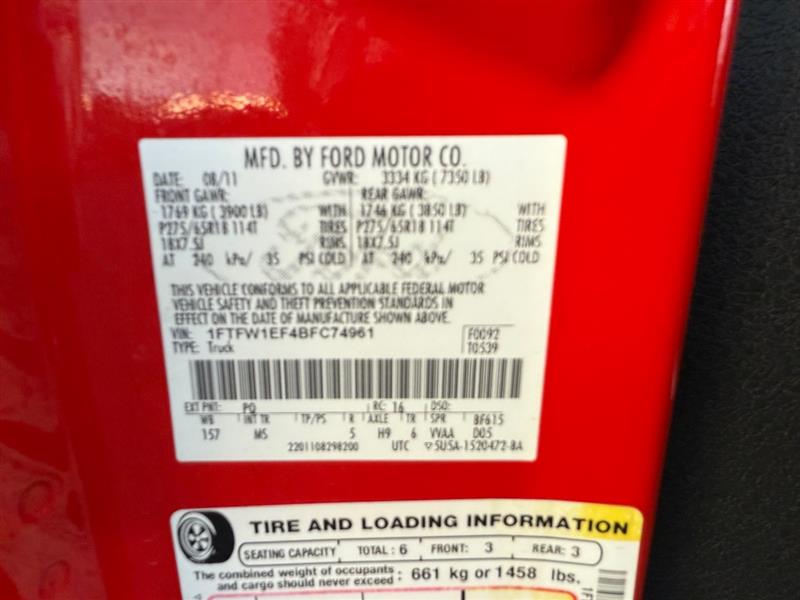 MFD. BY FORD MOTOR CO.
DATE: 08/11 GVWR: 3334 KG ( 7350 LB)
FRONT GAWR: REAR GAWR:
1769 KG ( 3900 LB) WITH 1746 KG ( 3850 LB) WITH
P275/65R18 114T TIRES P275/65R18 114T TIRES
18X7.5J RIMS 18X7.5J RIMS
AT 240 kPa/ 35 PSI COLD AT 240 kPa/ 35 PSI COLD
THIS VEHICLE CONFORMS TO ALL APPLICABLE FEDERAL MOTOR
VEHICLE SAFETY AND THEFT PREVENTION STANDARDS IN
EFFECT ON THE DATE OF MANUFACTURE SHOWN ABOVE.
VIN: 1FTFW1EF4BFC74961 F0092
TYPE: Truck T0539
EXT PNT: PQ RC: 16 DSO:
WB INT TR TP/PS R AXLE TR SPR BF615
157 MS 5 H9 6 VVAA D05
2201108298200 UTC 5U5A-1520472-BA
TIRE AND LOADING INFORMATION
SEATING CAPACITY TOTAL: 6 FRONT: 3 REAR: 3
The combined weight of occupants
and cargo should never exceed: 661 kg or 1458 lbs.